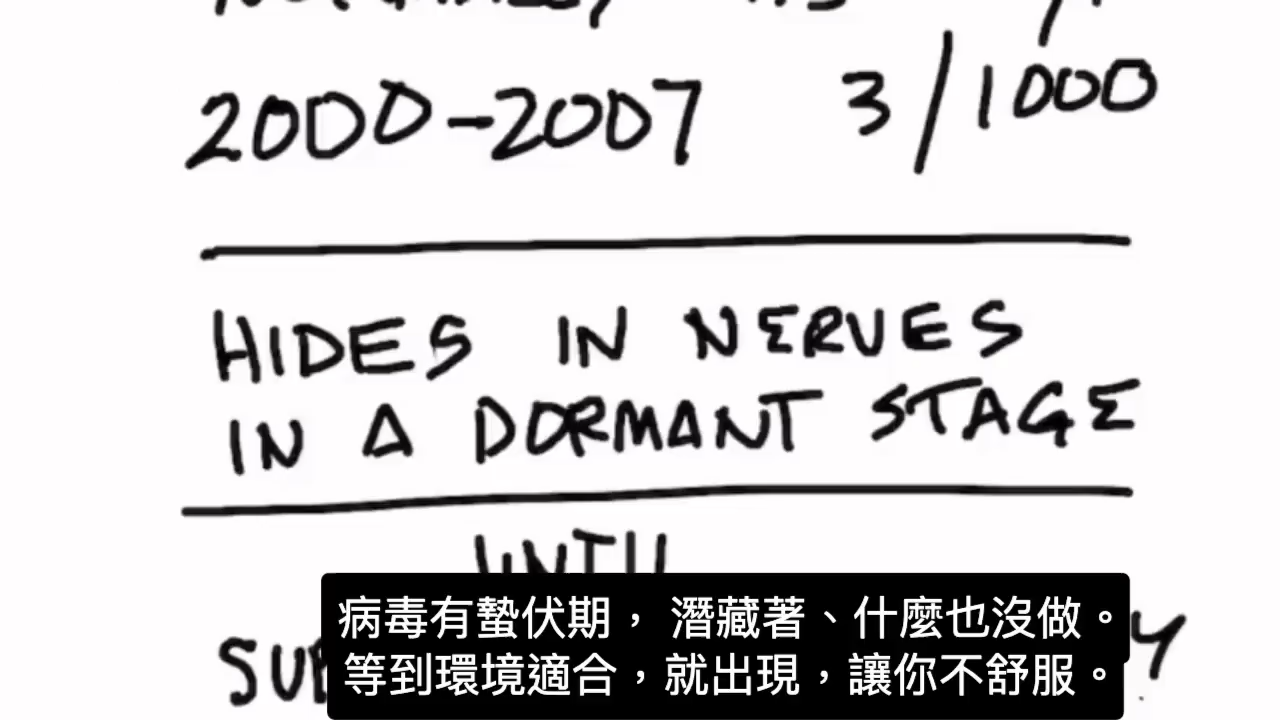 2000-2007 3/1000
HIDES IN NERVES
IN A DORMANT STAGE
UNTIL
病毒有蟄伏期， 潛藏著、什麼也沒做。
等到環境適合，就出現，讓你不舒服。